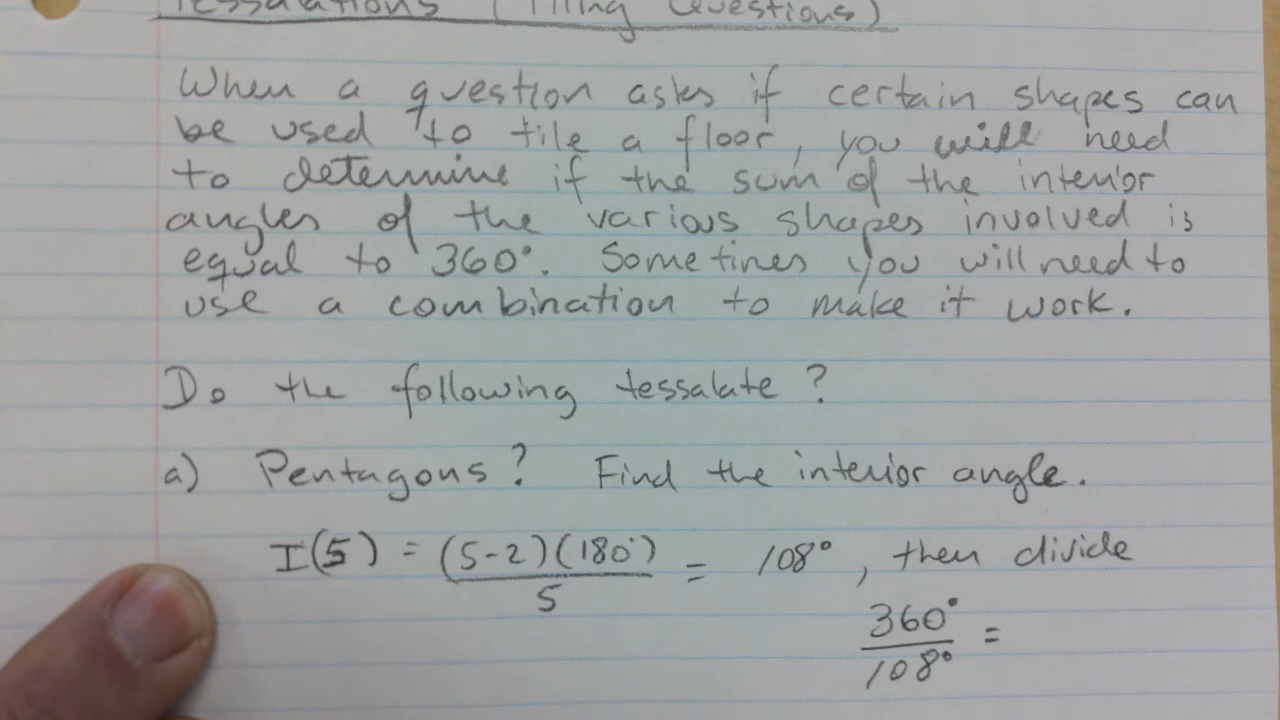 Tessalations (Tiling Questions)
When a question asks if certain shapes can
be used to tile a floor, you will need
to determine if the sum of the interior
angles of the various shapes involved is
equal to 360°. Sometimes you will need to
use a combination to make it work.
Do the following tessalate?
a) Pentagons? Find the interior angle.
I(5) = (5-2)(180°)/5 = 108°, then divide
360°/108° =